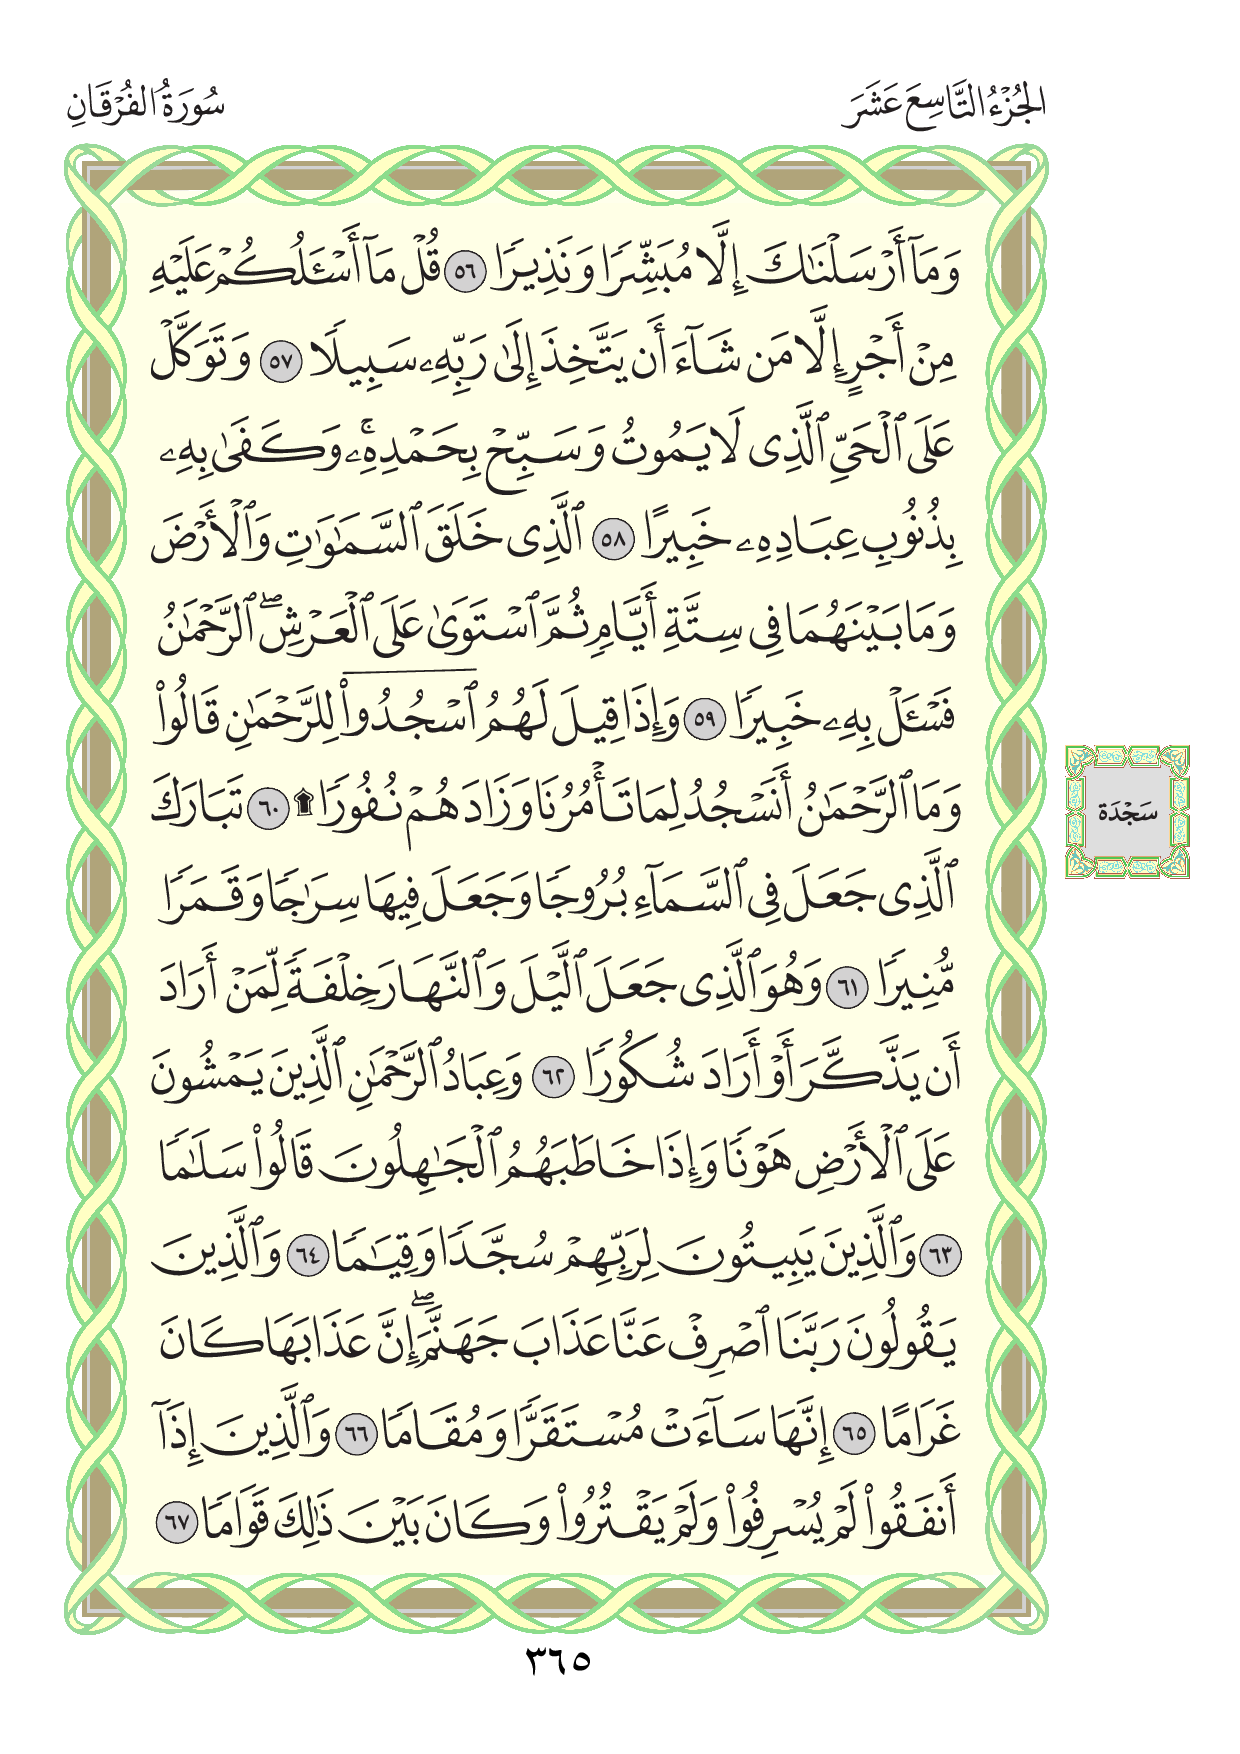 الجُزْءُ التَّاسِعَ عَشَرَ
سُورَةُ الفُرْقَانِ
وَمَآ أَرۡسَلۡنَٰكَ إِلَّا مُبَشِّرٗا وَنَذِيرٗا ٥٦ قُلۡ مَآ أَسۡـَٔلُكُمۡ عَلَيۡهِ
مِنۡ أَجۡرٍ إِلَّا مَن شَآءَ أَن يَتَّخِذَ إِلَىٰ رَبِّهِۦ سَبِيلٗا ٥٧ وَتَوَكَّلۡ
عَلَى ٱلۡحَيِّ ٱلَّذِي لَا يَمُوتُ وَسَبِّحۡ بِحَمۡدِهِۦۚ وَكَفَىٰ بِهِۦ
بِذُنُوبِ عِبَادِهِۦ خَبِيرًا ٥٨ ٱلَّذِي خَلَقَ ٱلسَّمَٰوَٰتِ وَٱلۡأَرۡضَ
وَمَا بَيۡنَهُمَا فِي سِتَّةِ أَيَّامٖ ثُمَّ ٱسۡتَوَىٰ عَلَى ٱلۡعَرۡشِۖ ٱلرَّحۡمَٰنُ
فَسۡـَٔلۡ بِهِۦ خَبِيرٗا ٥٩ وَإِذَا قِيلَ لَهُمُ ٱسۡجُدُواْ لِلرَّحۡمَٰنِ قَالُواْ
وَمَا ٱلرَّحۡمَٰنُ أَنَسۡجُدُ لِمَا تَأۡمُرُنَا وَزَادَهُمۡ نُفُورٗا ۩ ٦٠ تَبَارَكَ
سَجْدَة
ٱلَّذِي جَعَلَ فِي ٱلسَّمَآءِ بُرُوجٗا وَجَعَلَ فِيهَا سِرَٰجٗا وَقَمَرٗا
مُّنِيرٗا ٦١ وَهُوَ ٱلَّذِي جَعَلَ ٱلَّيۡلَ وَٱلنَّهَارَ خِلۡفَةٗ لِّمَنۡ أَرَادَ
أَن يَذَّكَّرَ أَوۡ أَرَادَ شُكُورٗا ٦٢ وَعِبَادُ ٱلرَّحۡمَٰنِ ٱلَّذِينَ يَمۡشُونَ
عَلَى ٱلۡأَرۡضِ هَوۡنٗا وَإِذَا خَاطَبَهُمُ ٱلۡجَٰهِلُونَ قَالُواْ سَلَٰمٗا
٦٣ وَٱلَّذِينَ يَبِيتُونَ لِرَبِّهِمۡ سُجَّدٗا وَقِيَٰمٗا ٦٤ وَٱلَّذِينَ
يَقُولُونَ رَبَّنَا ٱصۡرِفۡ عَنَّا عَذَابَ جَهَنَّمَۖ إِنَّ عَذَابَهَا كَانَ
غَرَامًا ٦٥ إِنَّهَا سَآءَتۡ مُسۡتَقَرّٗا وَمُقَامٗا ٦٦ وَٱلَّذِينَ إِذَآ
أَنفَقُواْ لَمۡ يُسۡرِفُواْ وَلَمۡ يَقۡتُرُواْ وَكَانَ بَيۡنَ ذَٰلِكَ قَوَامٗا ٦٧
٣٦٥